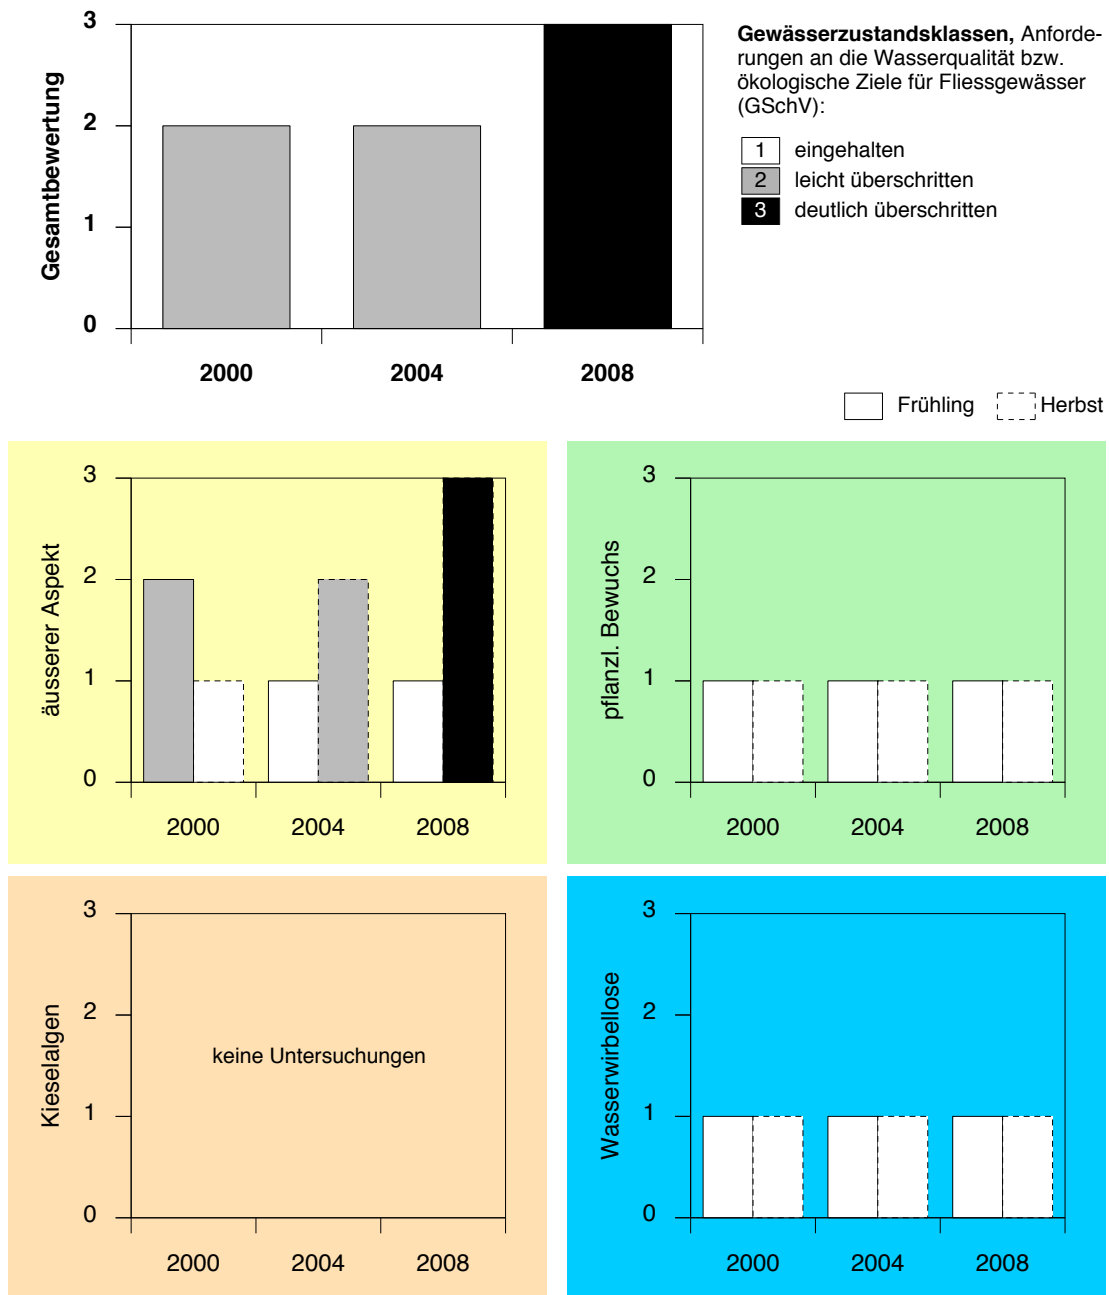 Gesamtbewertung
3
2
1
0
2000 2004 2008
Gewässerzustandsklassen, Anforde-
rungen an die Wasserqualität bzw.
ökologische Ziele für Fliessgewässer
(GSchV):
1 eingehalten
2 leicht überschritten
3 deutlich überschritten
Frühling Herbst
äusserer Aspekt
3
2
1
0
2000 2004 2008
pflanzl. Bewuchs
3
2
1
0
2000 2004 2008
Kieselalgen
3
2
1
0
keine Untersuchungen
2000 2004 2008
Wasserwirbellose
3
2
1
0
2000 2004 2008